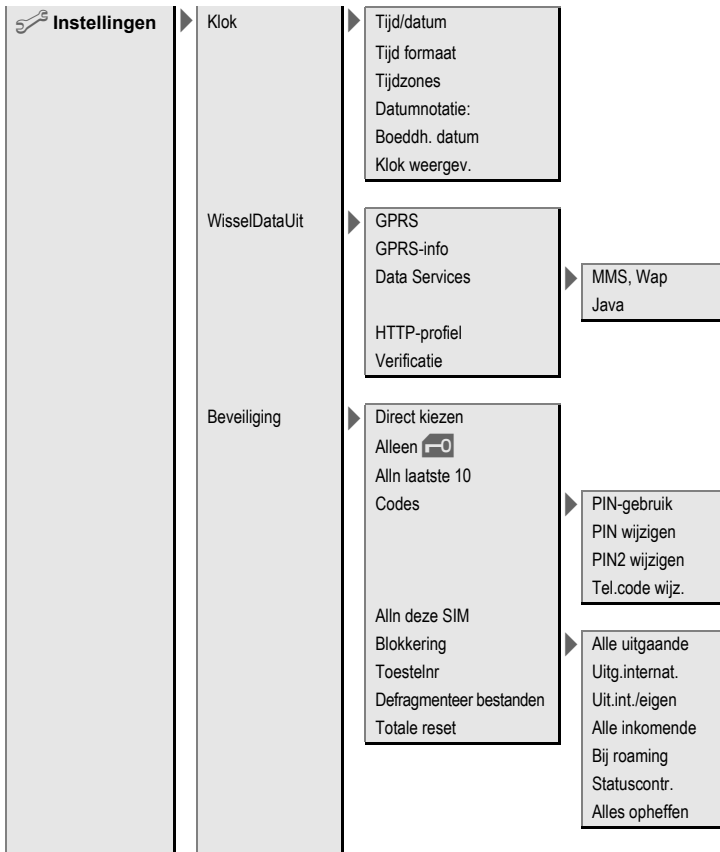 Instellingen
Klok
Tijd/datum
Tijd formaat
Tijdzones
Datumnotatie:
Boeddh. datum
Klok weergev.
WisselDataUit
GPRS
GPRS-info
Data Services
MMS, Wap
Java
HTTP-profiel
Verificatie
Beveiliging
Direct kiezen
Alleen
Alln laatste 10
Codes
PIN-gebruik
PIN wijzigen
PIN2 wijzigen
Tel.code wijz.
Alln deze SIM
Blokkering
Alle uitgaande
Uitg.internat.
Uit.int./eigen
Alle inkomende
Bij roaming
Statuscontr.
Alles opheffen
Toestelnr
Defragmenteer bestanden
Totale reset